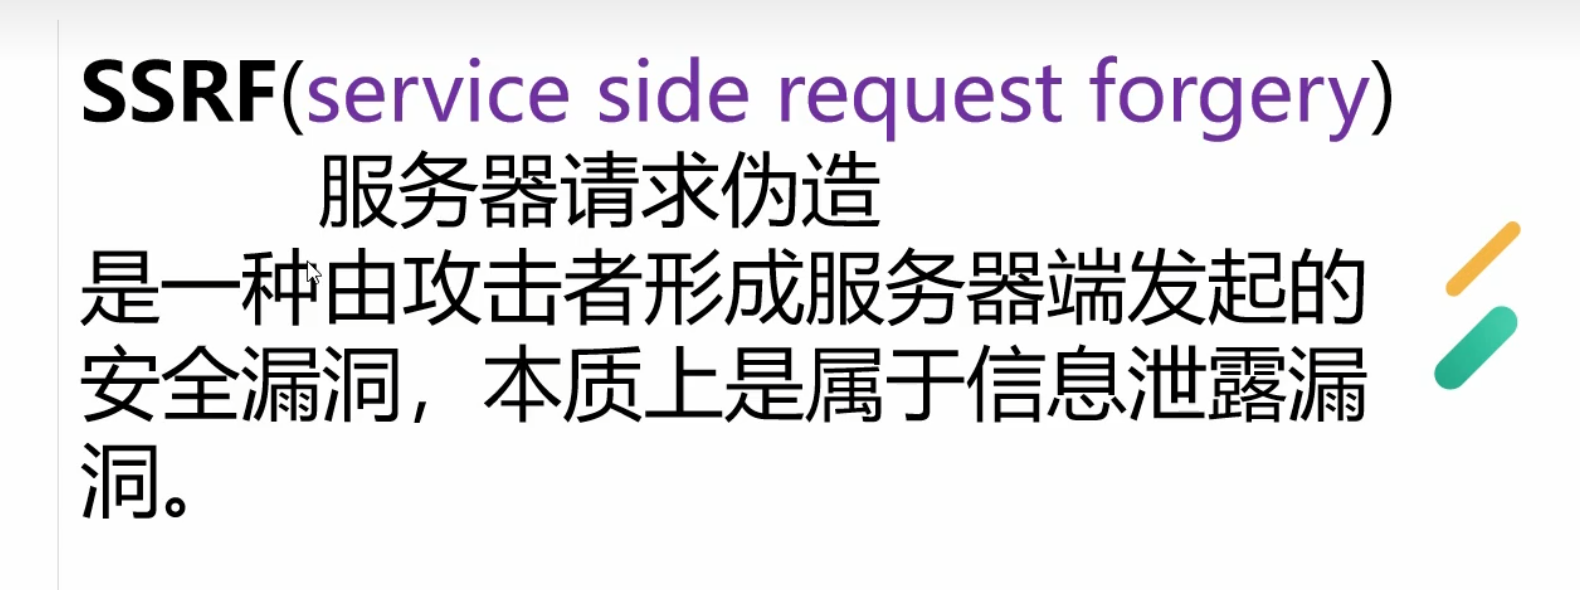 SSRF(service side request forgery)
服务器请求伪造
是一种由攻击者形成服务器端发起的
安全漏洞，本质上是属于信息泄露漏
洞。